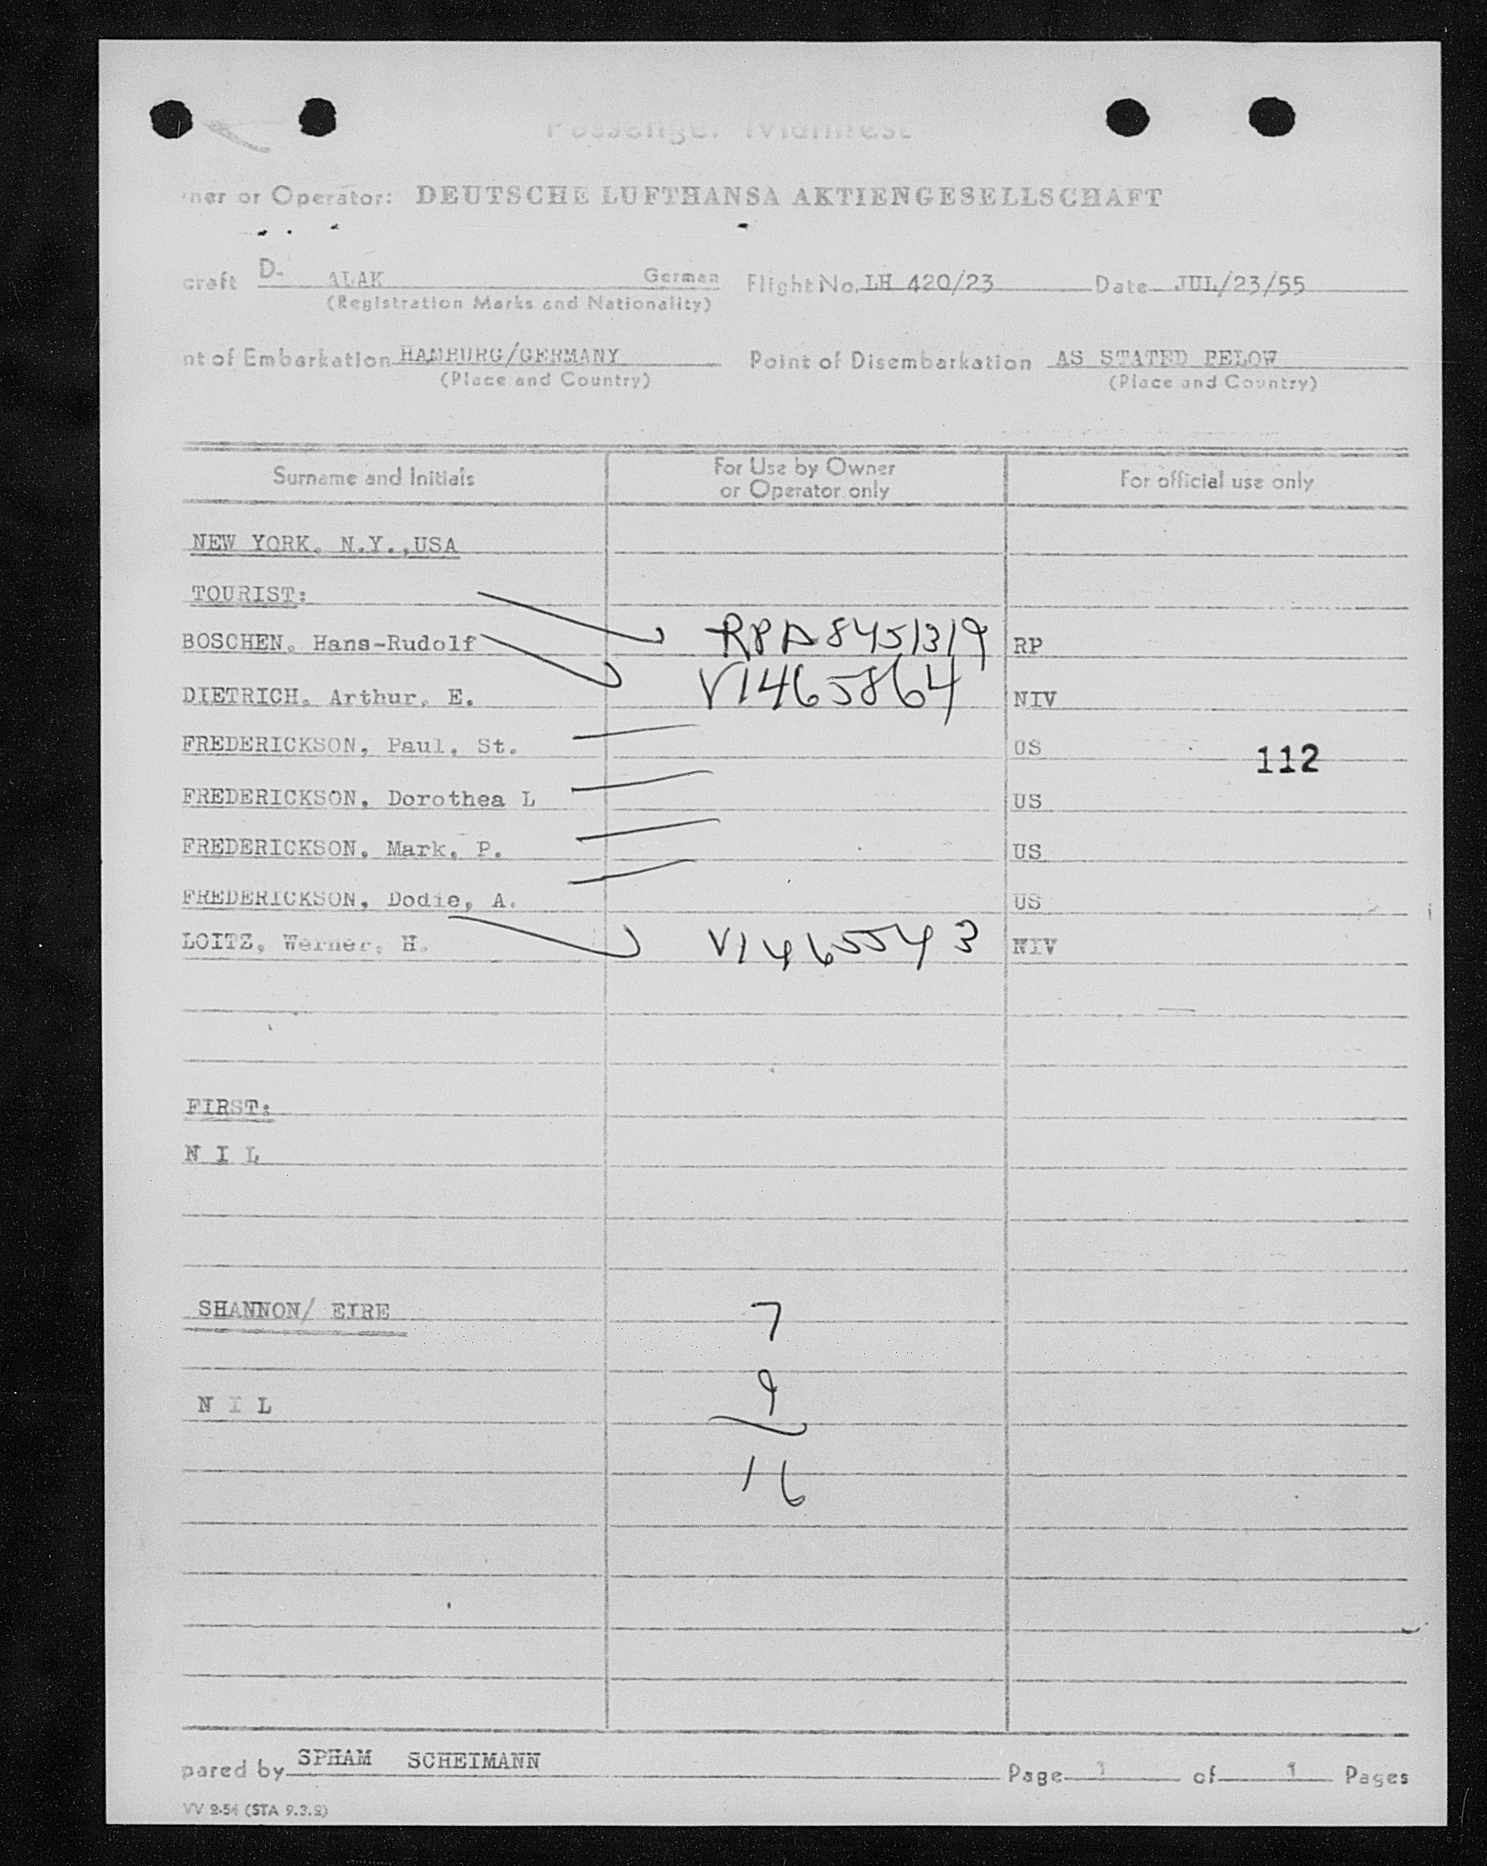 Passenger Manifest
ner or Operator: DEUTSCHE LUFTHANSA AKTIENGESELLSCHAFT
craft D- ALAK German Flight No. LH 420/23 Date JUL/23/55
(Registration Marks and Nationality)
nt of Embarkation HAMBURG/GERMANY Point of Disembarkation AS STATED BELOW
(Place and Country) (Place and Country)
Surname and Initials For Use by Owner or Operator only For official use only
NEW YORK. N.Y.,USA
TOURIST:
BOSCHEN. Hans-Rudolf RPA8451319 RP
DIETRICH. Arthur, E. V1465864 NIV
FREDERICKSON, Paul, St. US 112
FREDERICKSON, Dorothea L US
FREDERICKSON. Mark. P. US
FREDERICKSON, Dodie, A. US
LOITZ, Werner, H. V1465543 NIV
FIRST:
N I L
SHANNON/ EIRE 7
N I L 9
16
pared by SPHAM SCHEIMANN Page 1 of 1 Pages
VV 2-54 (STA 9.3.2)